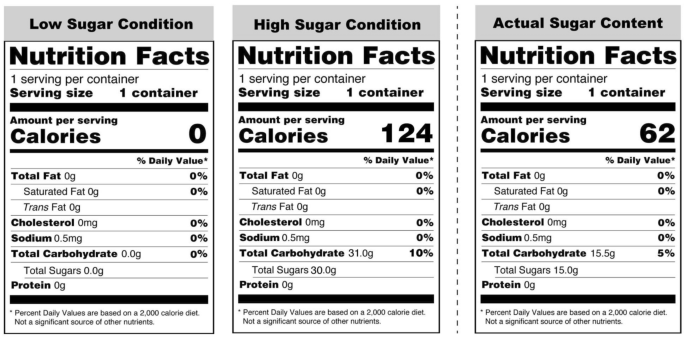 Low Sugar Condition
Nutrition Facts
1 serving per container
Serving size 1 container
Amount per serving
Calories 0
% Daily Value*
Total Fat 0g 0%
Saturated Fat 0g 0%
Trans Fat 0g
Cholesterol 0mg 0%
Sodium 0.5mg 0%
Total Carbohydrate 0.0g 0%
Total Sugars 0.0g
Protein 0g
* Percent Daily Values are based on a 2,000 calorie diet.
Not a significant source of other nutrients.
High Sugar Condition
Nutrition Facts
1 serving per container
Serving size 1 container
Amount per serving
Calories 124
% Daily Value*
Total Fat 0g 0%
Saturated Fat 0g 0%
Trans Fat 0g
Cholesterol 0mg 0%
Sodium 0.5mg 0%
Total Carbohydrate 31.0g 10%
Total Sugars 30.0g
Protein 0g
* Percent Daily Values are based on a 2,000 calorie diet.
Not a significant source of other nutrients.
Actual Sugar Content
Nutrition Facts
1 serving per container
Serving size 1 container
Amount per serving
Calories 62
% Daily Value*
Total Fat 0g 0%
Saturated Fat 0g 0%
Trans Fat 0g
Cholesterol 0mg 0%
Sodium 0.5mg 0%
Total Carbohydrate 15.5g 5%
Total Sugars 15.0g
Protein 0g
* Percent Daily Values are based on a 2,000 calorie diet.
Not a significant source of other nutrients.